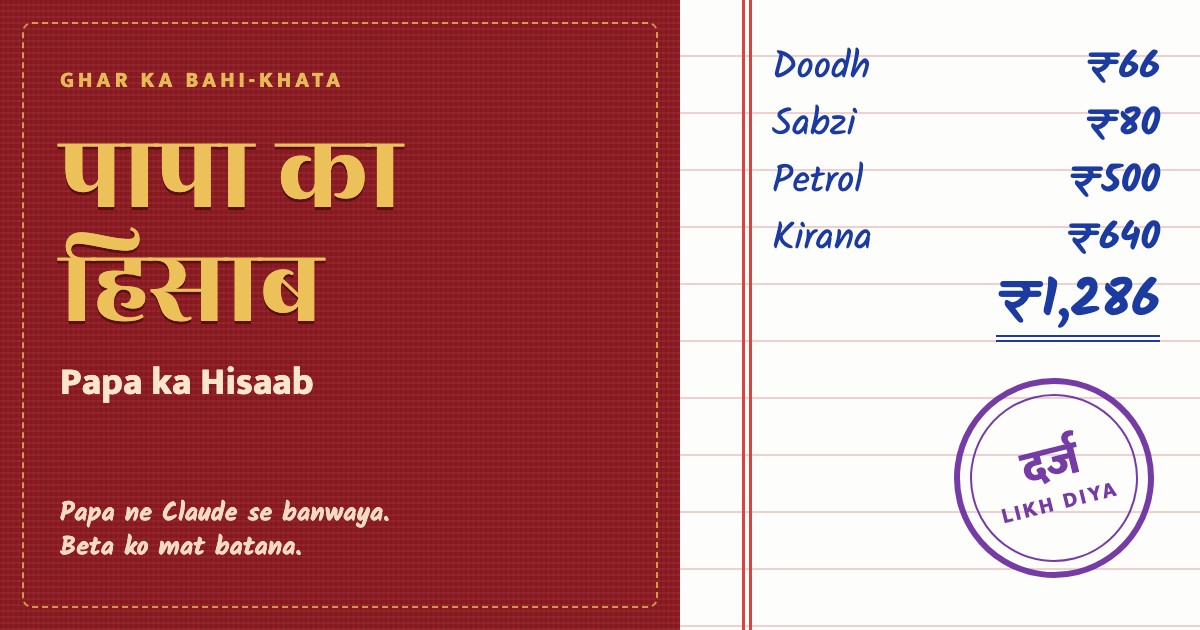 GHAR KA BAHI-KHATA
पापा का
हिसाब
Papa ka Hisaab
Papa ne Claude se banwaya.
Beta ko mat batana.
Doodh ₹66
Sabzi ₹80
Petrol ₹500
Kirana ₹640
₹1,286
दर्ज
LIKH DIYA